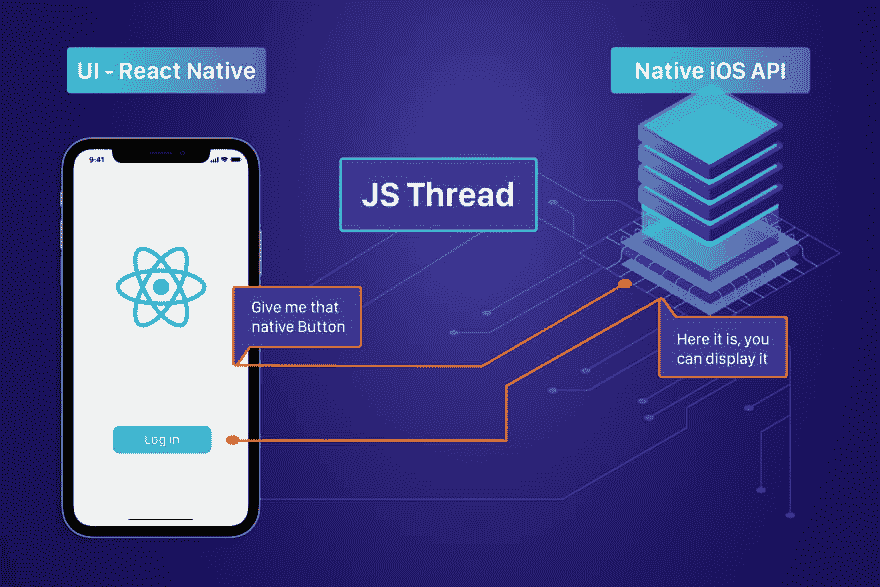 UI - React Native
Native iOS API
9:41
JS Thread
Give me that
native Button
Here it is, you
can display it
Log in